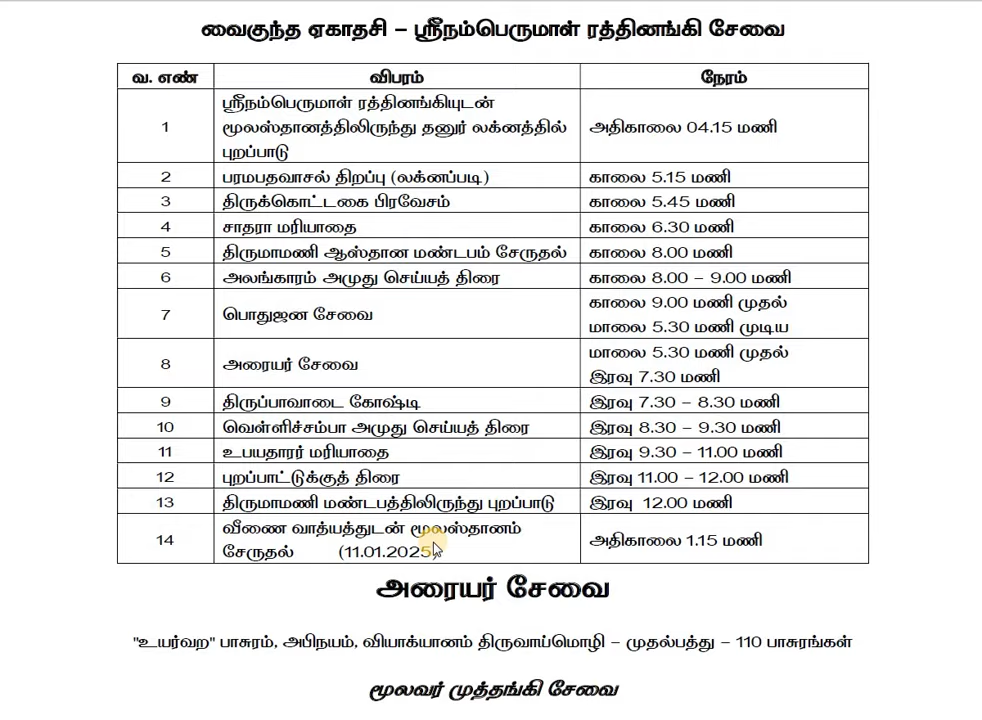 வைகுந்த ஏகாதசி – ஸ்ரீநம்பெருமாள் ரத்தினங்கி சேவை
வ. எண் விபரம் நேரம்
1 ஸ்ரீநம்பெருமாள் ரத்தினங்கியுடன் மூலஸ்தானத்திலிருந்து தனுர் லக்னத்தில் புறப்பாடு அதிகாலை 04.15 மணி
2 பரமபதவாசல் திறப்பு (லக்னப்படி) காலை 5.15 மணி
3 திருக்கொட்டகை பிரவேசம் காலை 5.45 மணி
4 சாதரா மரியாதை காலை 6.30 மணி
5 திருமாமணி ஆஸ்தான மண்டபம் சேருதல் காலை 8.00 மணி
6 அலங்காரம் அமுது செய்யத் திரை காலை 8.00 – 9.00 மணி
7 பொதுஜன சேவை காலை 9.00 மணி முதல் மாலை 5.30 மணி முடிய
8 அரையர் சேவை மாலை 5.30 மணி முதல் இரவு 7.30 மணி
9 திருப்பாவாடை கோஷ்டி இரவு 7.30 – 8.30 மணி
10 வெள்ளிச்சம்பா அமுது செய்யத் திரை இரவு 8.30 – 9.30 மணி
11 உபயதாரர் மரியாதை இரவு 9.30 – 11.00 மணி
12 புறப்பாட்டுக்குத் திரை இரவு 11.00 – 12.00 மணி
13 திருமாமணி மண்டபத்திலிருந்து புறப்பாடு இரவு 12.00 மணி
14 வீணை வாத்யத்துடன் மூலஸ்தானம் சேருதல் (11.01.2025) அதிகாலை 1.15 மணி
அரையர் சேவை
"உயர்வற" பாசுரம், அபிநயம், வியாக்யானம் திருவாய்மொழி – முதல்பத்து – 110 பாசுரங்கள்
மூலவர் முத்தங்கி சேவை